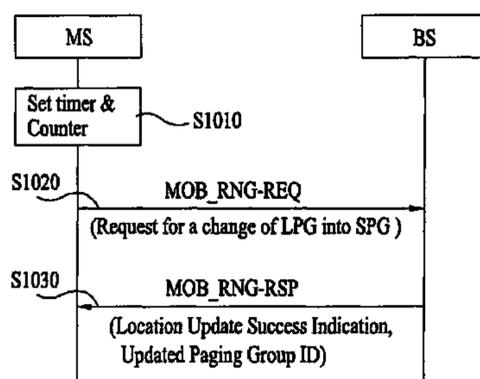 MS
BS
Set timer &
Counter
S1010
S1020
MOB_RNG-REQ
(Request for a change of LPG into SPG )
S1030
MOB_RNG-RSP
(Location Update Success Indication,
Updated Paging Group ID)